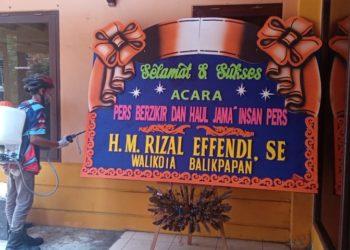 Selamat & Sukses
ACARA
PERS BERZIKIR DAN HAUL JAMA" INSAN PERS
H. M. RIZAL EFFENDI, SE
WALIKOTA BALIKPAPAN